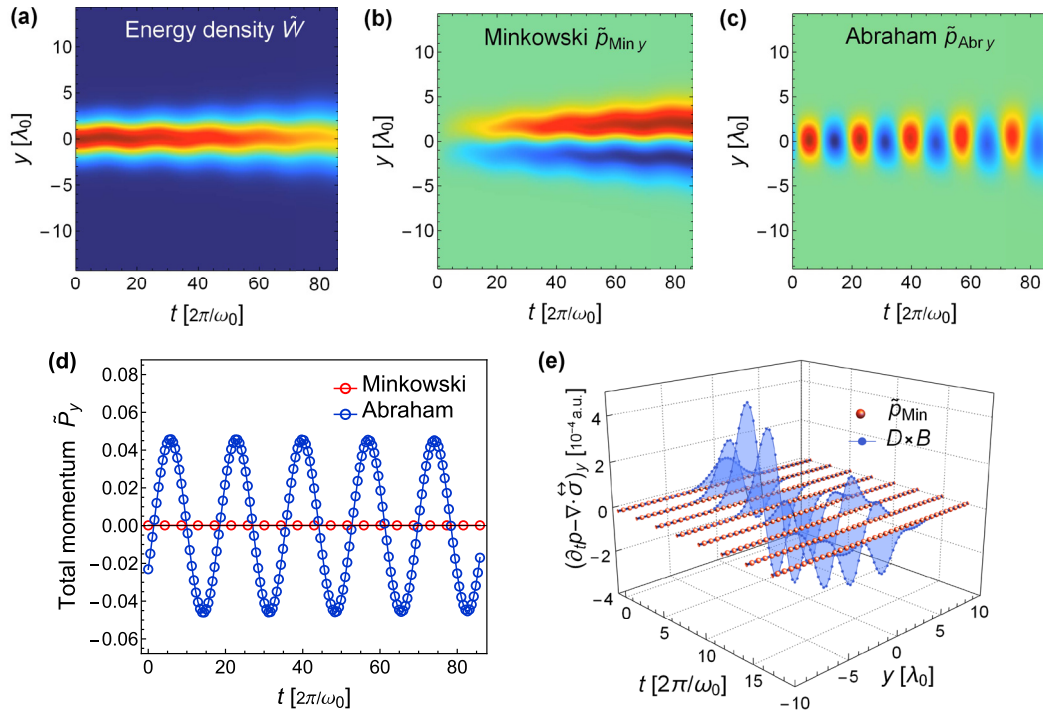 (a)
Energy density W̃
y [λ₀]
10
5
0
−5
−10
0 20 40 60 80
t [2π/ω₀]
(b)
Minkowski p̃Min y
y [λ₀]
10
5
0
−5
−10
0 20 40 60 80
t [2π/ω₀]
(c)
Abraham p̃Abr y
y [λ₀]
10
5
0
−5
−10
0 20 40 60 80
t [2π/ω₀]
(d)
Total momentum P̃y
0.08
0.06
0.04
0.02
0.00
−0.02
−0.04
−0.06
Minkowski
Abraham
0 20 40 60 80
t [2π/ω₀]
(e)
(∂ₜp−∇·σ⃡)y [10⁻⁴ a.u.]
4
2
0
−2
−4
p̃Min
D×B
0
5
10
15
t [2π/ω₀]
−10
−5
0
5
10
y [λ₀]